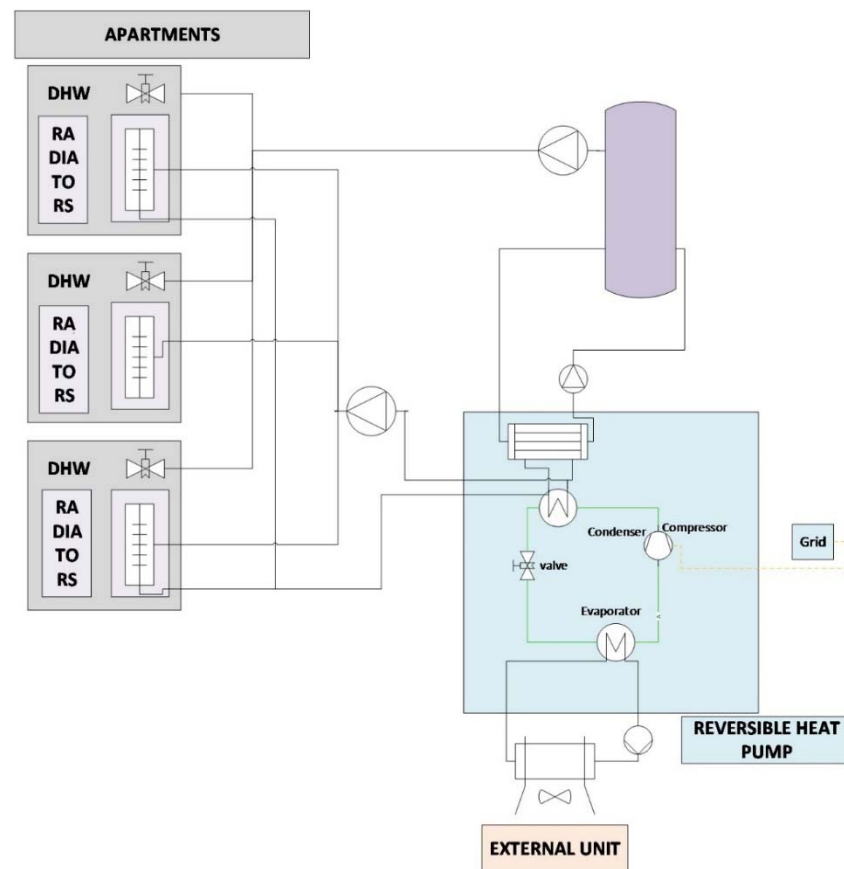 APARTMENTS
DHW
RA
DIA
TO
RS
DHW
RA
DIA
TO
RS
DHW
RA
DIA
TO
RS
Condenser
Compressor
Grid
valve
Evaporator
REVERSIBLE HEAT
PUMP
EXTERNAL UNIT